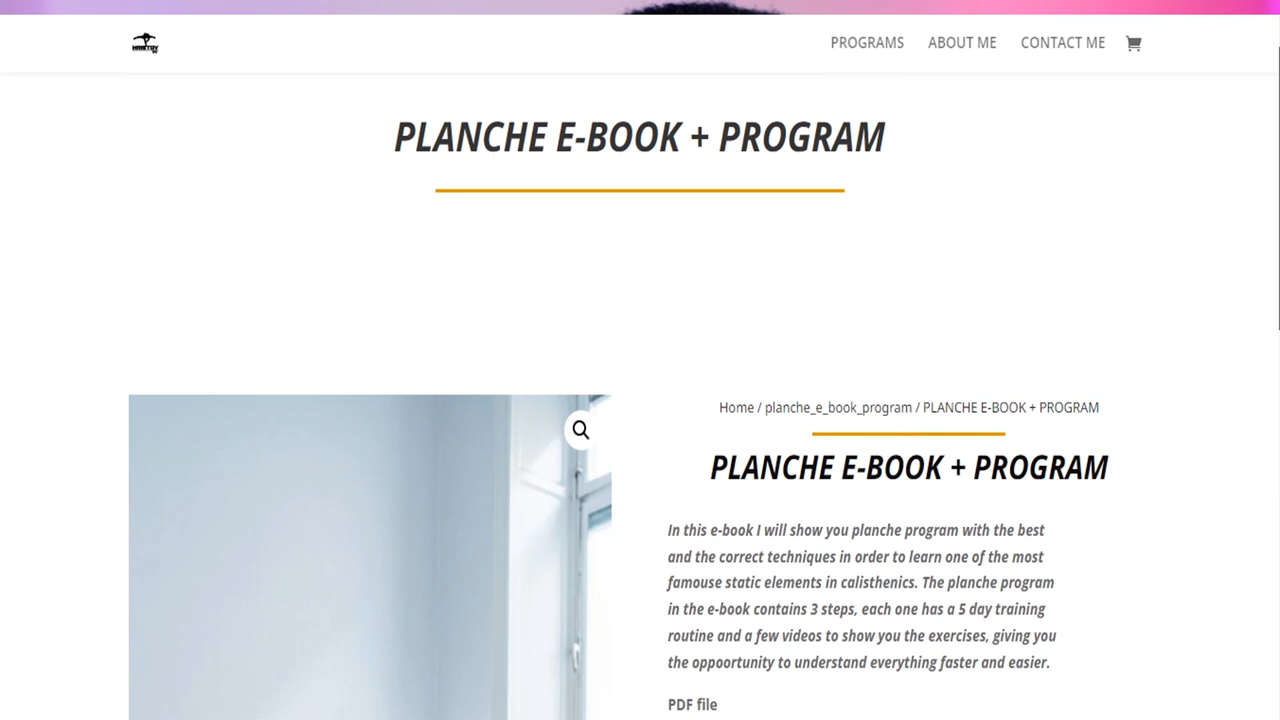 HRISTOV
PROGRAMS ABOUT ME CONTACT ME
PLANCHE E-BOOK + PROGRAM
Home / planche_e_book_program / PLANCHE E-BOOK + PROGRAM
PLANCHE E-BOOK + PROGRAM
In this e-book I will show you planche program with the best
and the correct techniques in order to learn one of the most
famouse static elements in calisthenics. The planche program
in the e-book contains 3 steps, each one has a 5 day training
routine and a few videos to show you the exercises, giving you
the oppoortunity to understand everything faster and easier.
PDF file